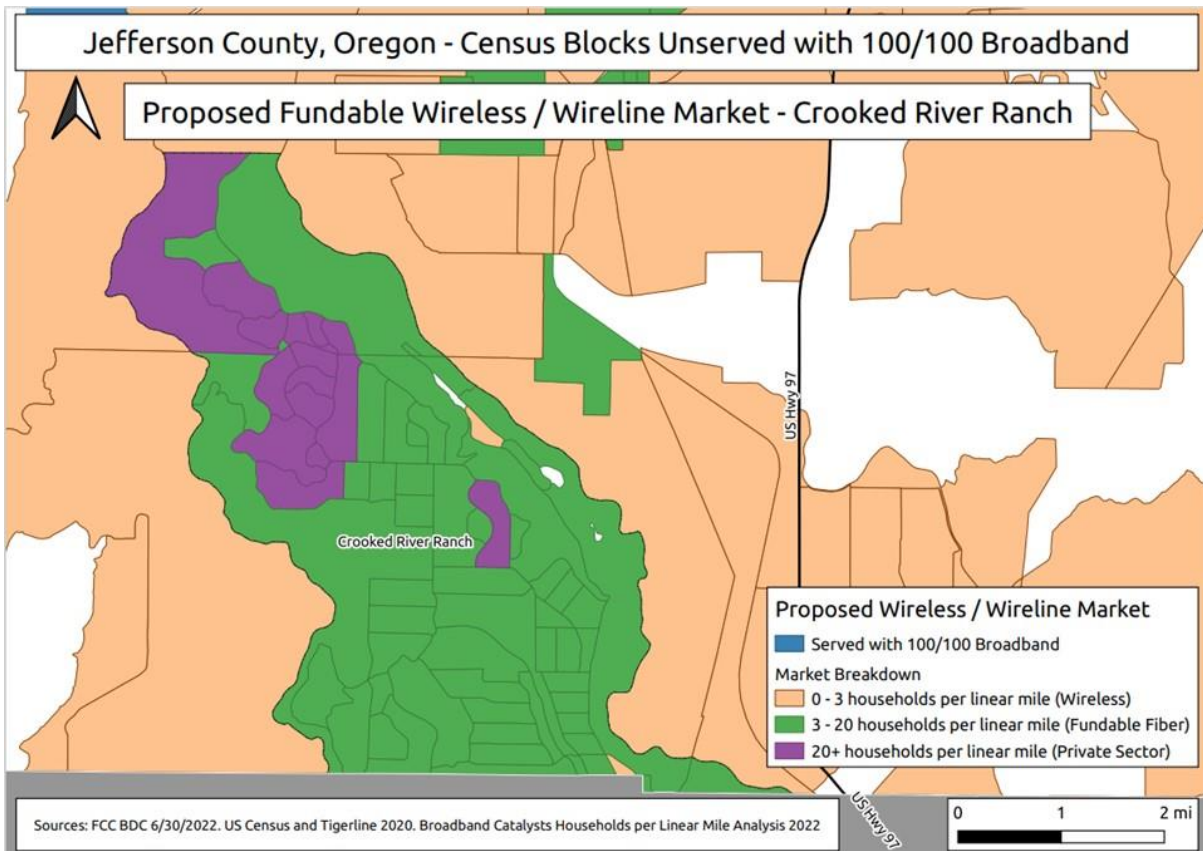 Jefferson County, Oregon - Census Blocks Unserved with 100/100 Broadband
Proposed Fundable Wireless / Wireline Market - Crooked River Ranch
US Hwy 97
Crooked River Ranch
Proposed Wireless / Wireline Market
Served with 100/100 Broadband
Market Breakdown
0 - 3 households per linear mile (Wireless)
3 - 20 households per linear mile (Fundable Fiber)
20+ households per linear mile (Private Sector)
US Hwy 97
0 1 2 mi
Sources: FCC BDC 6/30/2022. US Census and Tigerline 2020. Broadband Catalysts Households per Linear Mile Analysis 2022